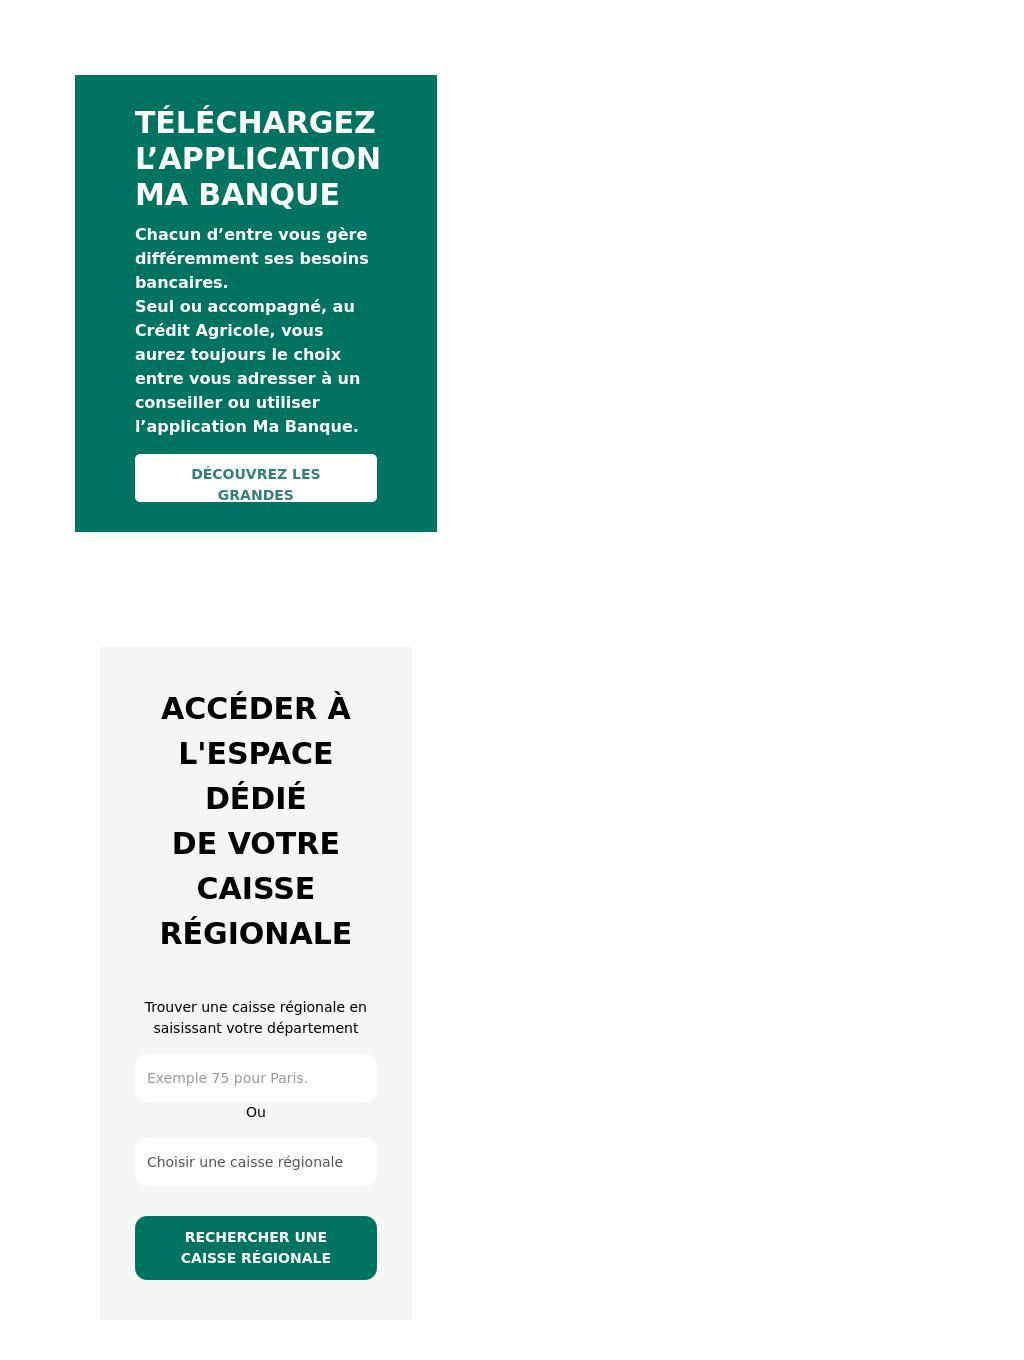 TÉLÉCHARGEZ
L’APPLICATION
MA BANQUE
Chacun d’entre vous gère
différemment ses besoins
bancaires.
Seul ou accompagné, au
Crédit Agricole, vous
aurez toujours le choix
entre vous adresser à un
conseiller ou utiliser
l’application Ma Banque.
DÉCOUVREZ LES
GRANDES
ACCÉDER À
L'ESPACE
DÉDIÉ
DE VOTRE
CAISSE
RÉGIONALE
Trouver une caisse régionale en
saisissant votre département
Exemple 75 pour Paris.
Ou
Choisir une caisse régionale
RECHERCHER UNE
CAISSE RÉGIONALE